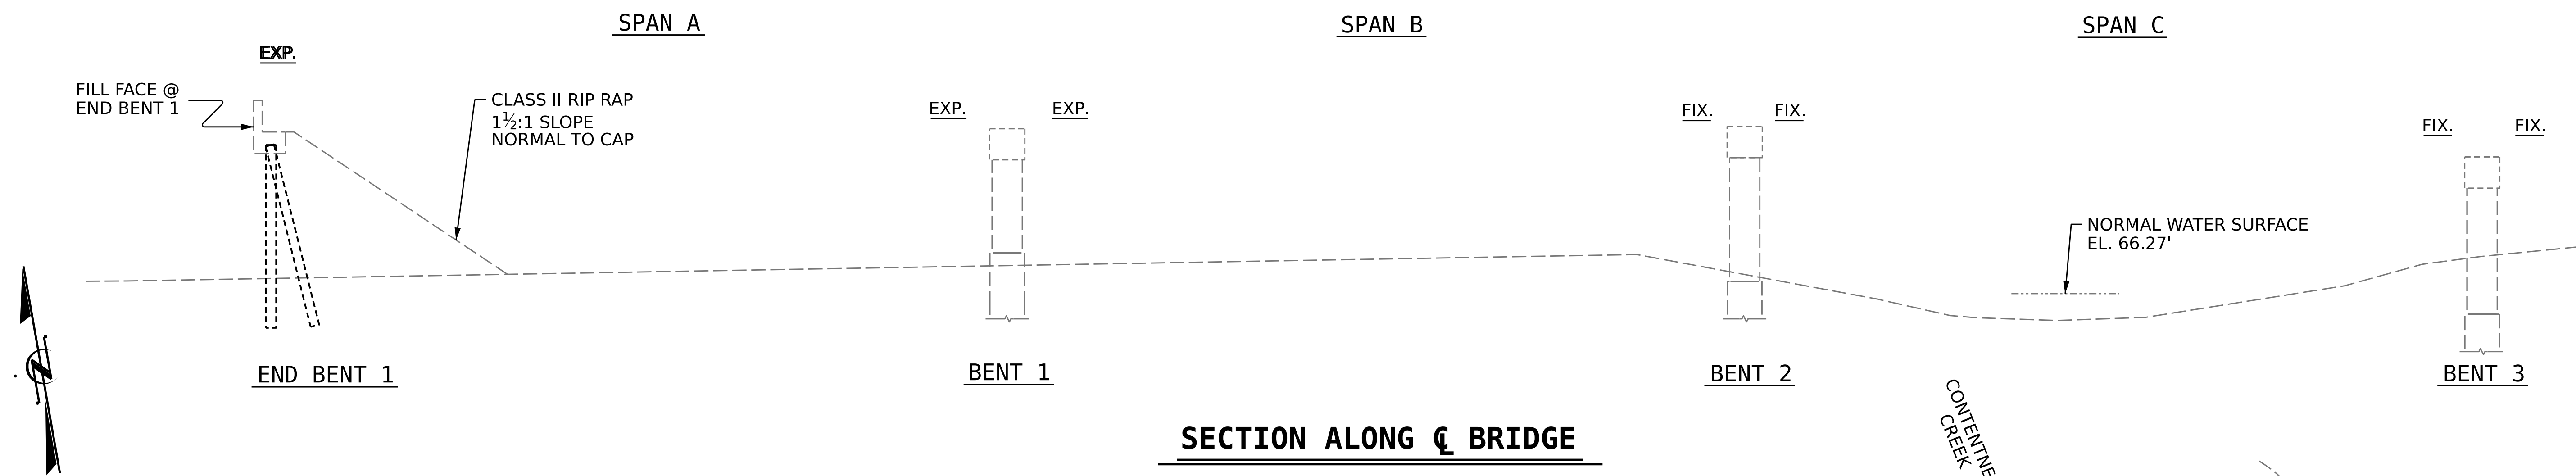 SPAN A
SPAN B
SPAN C
EXP.
FILL FACE @
END BENT 1
CLASS II RIP RAP
1½:1 SLOPE
NORMAL TO CAP
EXP.
EXP.
FIX.
FIX.
FIX.
FIX.
NORMAL WATER SURFACE
EL. 66.27'
END BENT 1
BENT 1
BENT 2
BENT 3
SECTION ALONG ℄ BRIDGE
CONTENTNE
CREEK